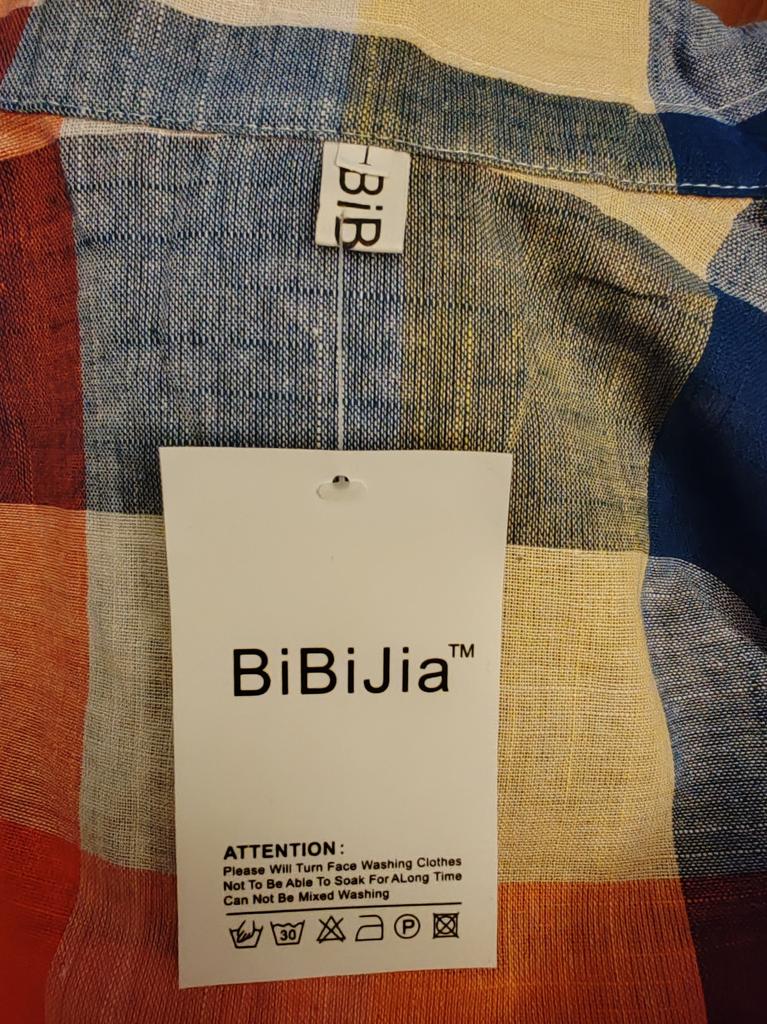 BiB
BiBiJia™
ATTENTION:
Please Will Turn Face Washing Clothes
Not To Be Able To Soak For ALong Time
Can Not Be Mixed Washing
30
P